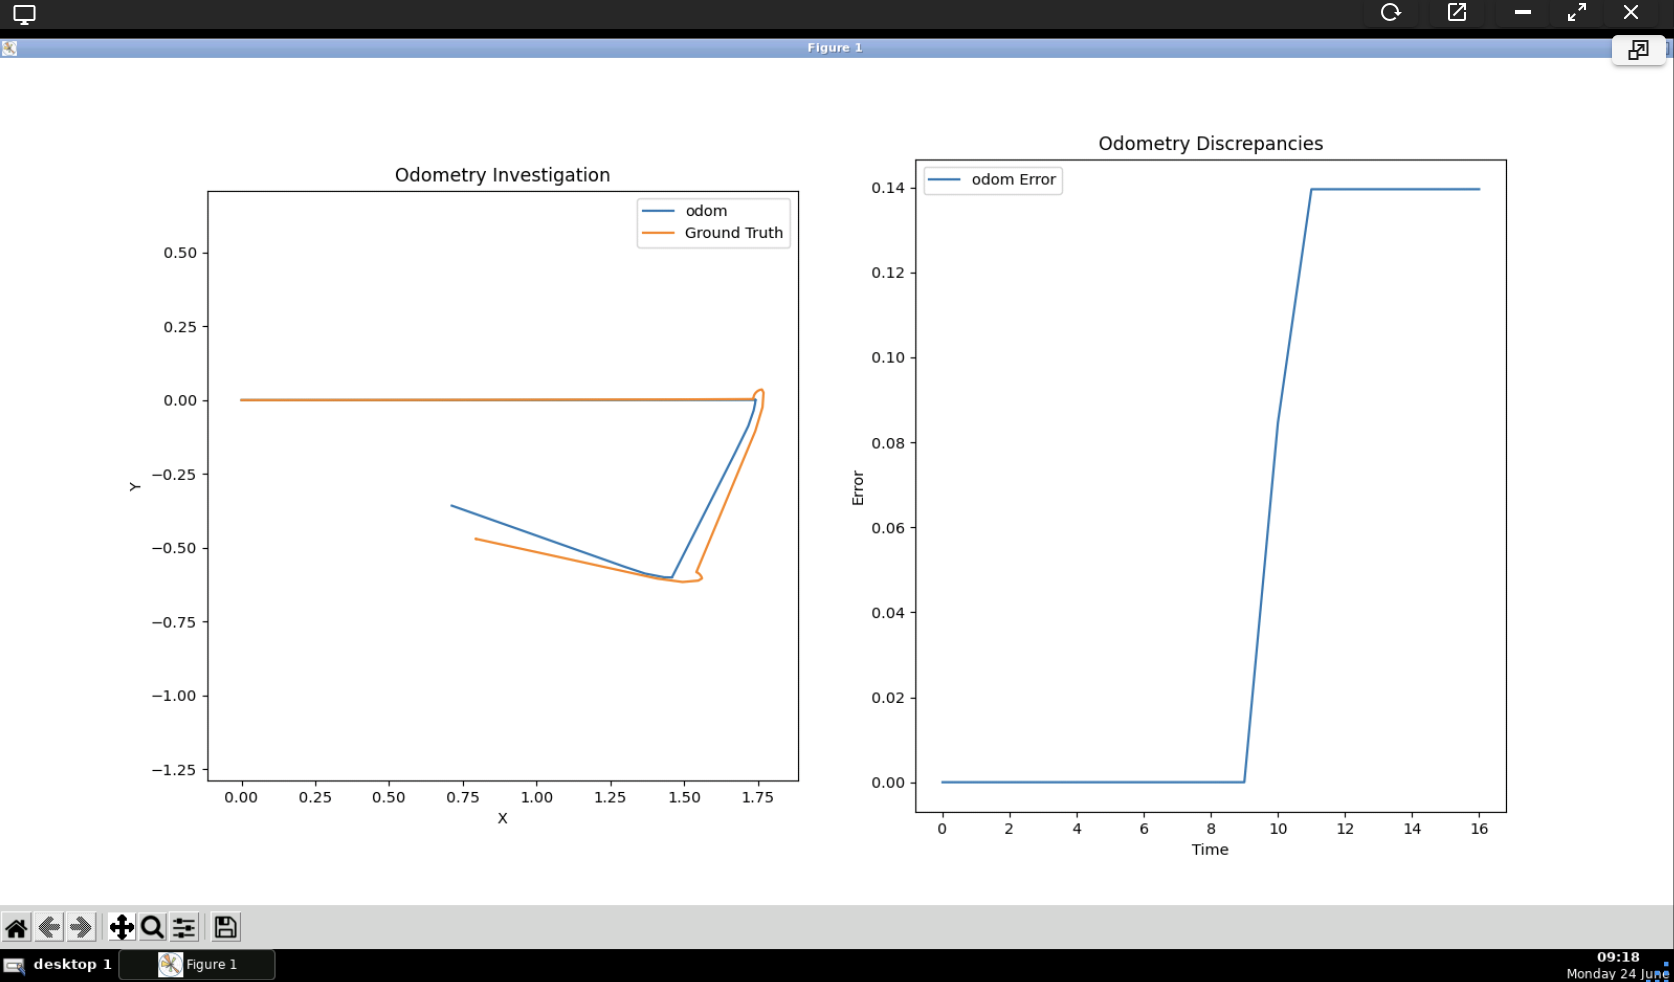 Figure 1
Odometry Investigation
odom
Ground Truth
0.50
0.25
0.00
−0.25
−0.50
−0.75
−1.00
−1.25
Y
0.00 0.25 0.50 0.75 1.00 1.25 1.50 1.75
X
Odometry Discrepancies
odom Error
0.14
0.12
0.10
0.08
0.06
0.04
0.02
0.00
Error
0 2 4 6 8 10 12 14 16
Time
desktop 1
Figure 1
09:18
Monday 24 June